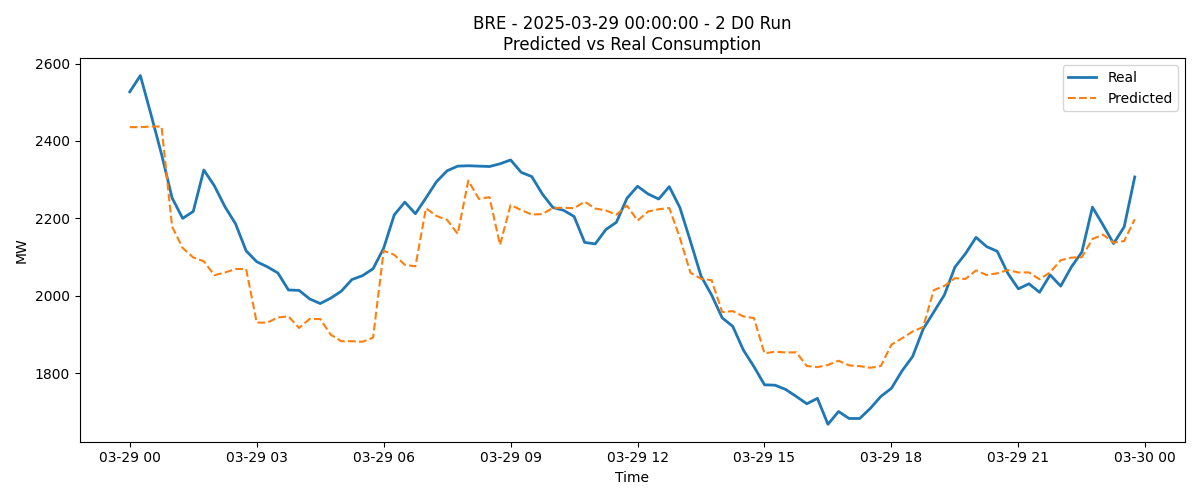 BRE - 2025-03-29 00:00:00 - 2 D0 Run
Predicted vs Real Consumption
Real
Predicted
MW
2600
2400
2200
2000
1800
03-29 00
03-29 03
03-29 06
03-29 09
03-29 12
03-29 15
03-29 18
03-29 21
03-30 00
Time